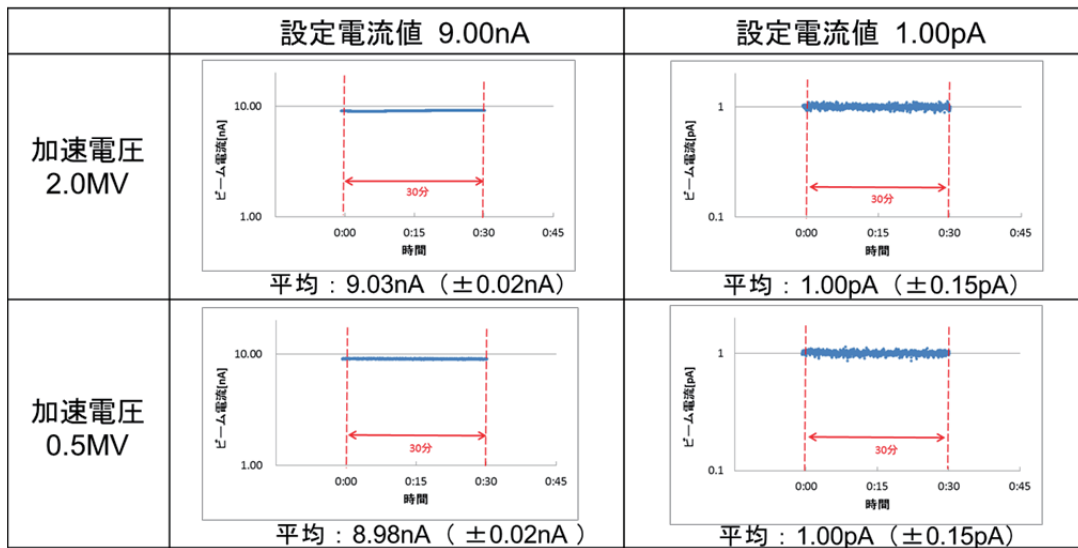 設定電流値 9.00nA
設定電流値 1.00pA
加速電圧
2.0MV
ビーム電流[nA]
10.00
1.00
30分
0:00 0:15 0:30 0:45
時間
平均：9.03nA（±0.02nA）
ビーム電流[pA]
1
0.1
30分
0:00 0:15 0:30 0:45
時間
平均：1.00pA（±0.15pA）
加速電圧
0.5MV
ビーム電流[nA]
10.00
1.00
30分
0:00 0:15 0:30 0:45
時間
平均：8.98nA（ ±0.02nA ）
ビーム電流[pA]
1
0.1
30分
0:00 0:15 0:30 0:45
時間
平均：1.00pA（±0.15pA）